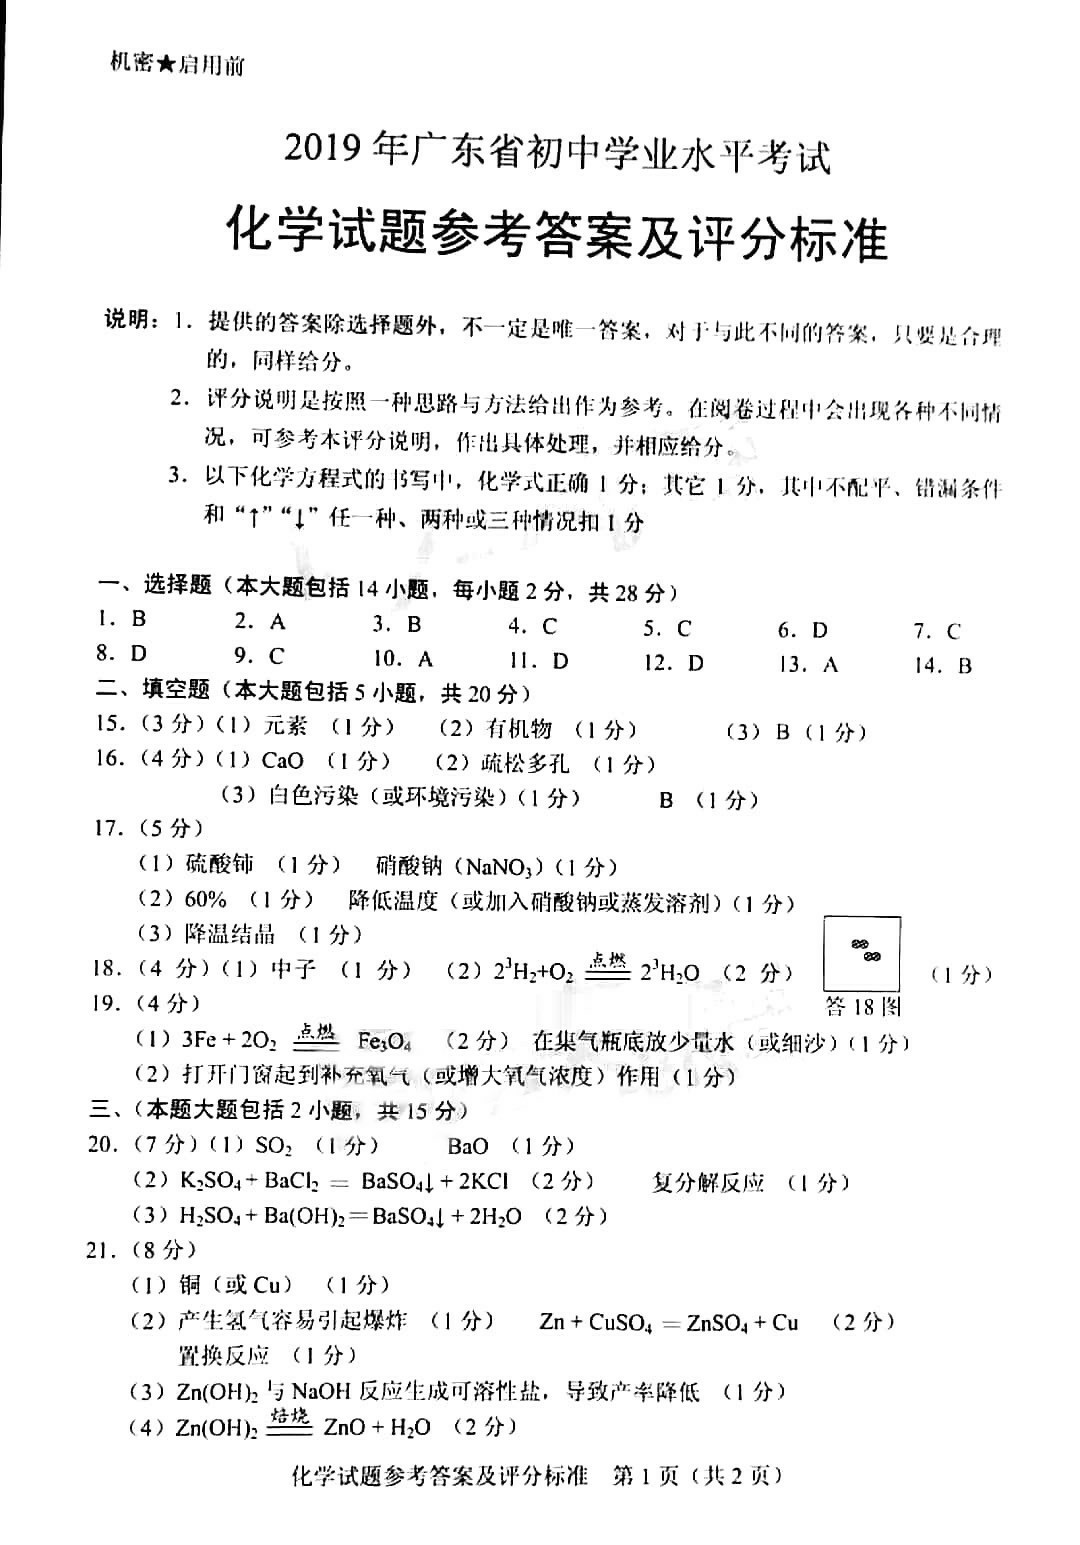 机密★启用前
2019 年广东省初中学业水平考试
化学试题参考答案及评分标准
说明：1．提供的答案除选择题外，不一定是唯一答案，对于与此不同的答案，只要是合理
的，同样给分。
2．评分说明是按照一种思路与方法给出作为参考。在阅卷过程中会出现各种不同情
况，可参考本评分说明，作出具体处理，并相应给分。
3．以下化学方程式的书写中，化学式正确 1 分；其它 1 分，其中不配平、错漏条件
和“↑”“↓”任一种、两种或三种情况扣 1 分
一、选择题（本大题包括 14 小题，每小题 2 分，共 28 分）
1．B 2．A 3．B 4．C 5．C 6．D 7．C
8．D 9．C 10．A 11．D 12．D 13．A 14．B
二、填空题（本大题包括 5 小题，共 20 分）
15．（3 分）（1）元素 （1 分） （2）有机物 （1 分） （3）B（1 分）
16．（4 分）（1）CaO （1 分） （2）疏松多孔 （1 分）
（3）白色污染（或环境污染）（1 分） B （1 分）
17．（5 分）
（1）硫酸铈 （1 分） 硝酸钠（NaNO₃）（1 分）
（2）60% （1 分） 降低温度（或加入硝酸钠或蒸发溶剂）（1 分）
（3）降温结晶 （1 分）
18．（4 分）（1）中子 （1 分） （2）2³H₂+O₂ 点燃 2³H₂O （2 分） （1 分）
答 18 图
19．（4 分）
（1）3Fe + 2O₂ 点燃 Fe₃O₄ （2 分） 在集气瓶底放少量水（或细沙）（1 分）
（2）打开门窗起到补充氧气（或增大氧气浓度）作用（1 分）
三、（本题大题包括 2 小题，共 15 分）
20．（7 分）（1）SO₂ （1 分） BaO （1 分）
（2）K₂SO₄ + BaCl₂ = BaSO₄↓ + 2KCl （2 分） 复分解反应 （1 分）
（3）H₂SO₄ + Ba(OH)₂=BaSO₄↓ + 2H₂O （2 分）
21．（8 分）
（1）铜（或 Cu） （1 分）
（2）产生氢气容易引起爆炸 （1 分） Zn + CuSO₄ = ZnSO₄ + Cu （2 分）
置换反应 （1 分）
（3）Zn(OH)₂ 与 NaOH 反应生成可溶性盐，导致产率降低 （1 分）
（4）Zn(OH)₂ 焙烧 ZnO + H₂O （2 分）
化学试题参考答案及评分标准 第 1 页（共 2 页）